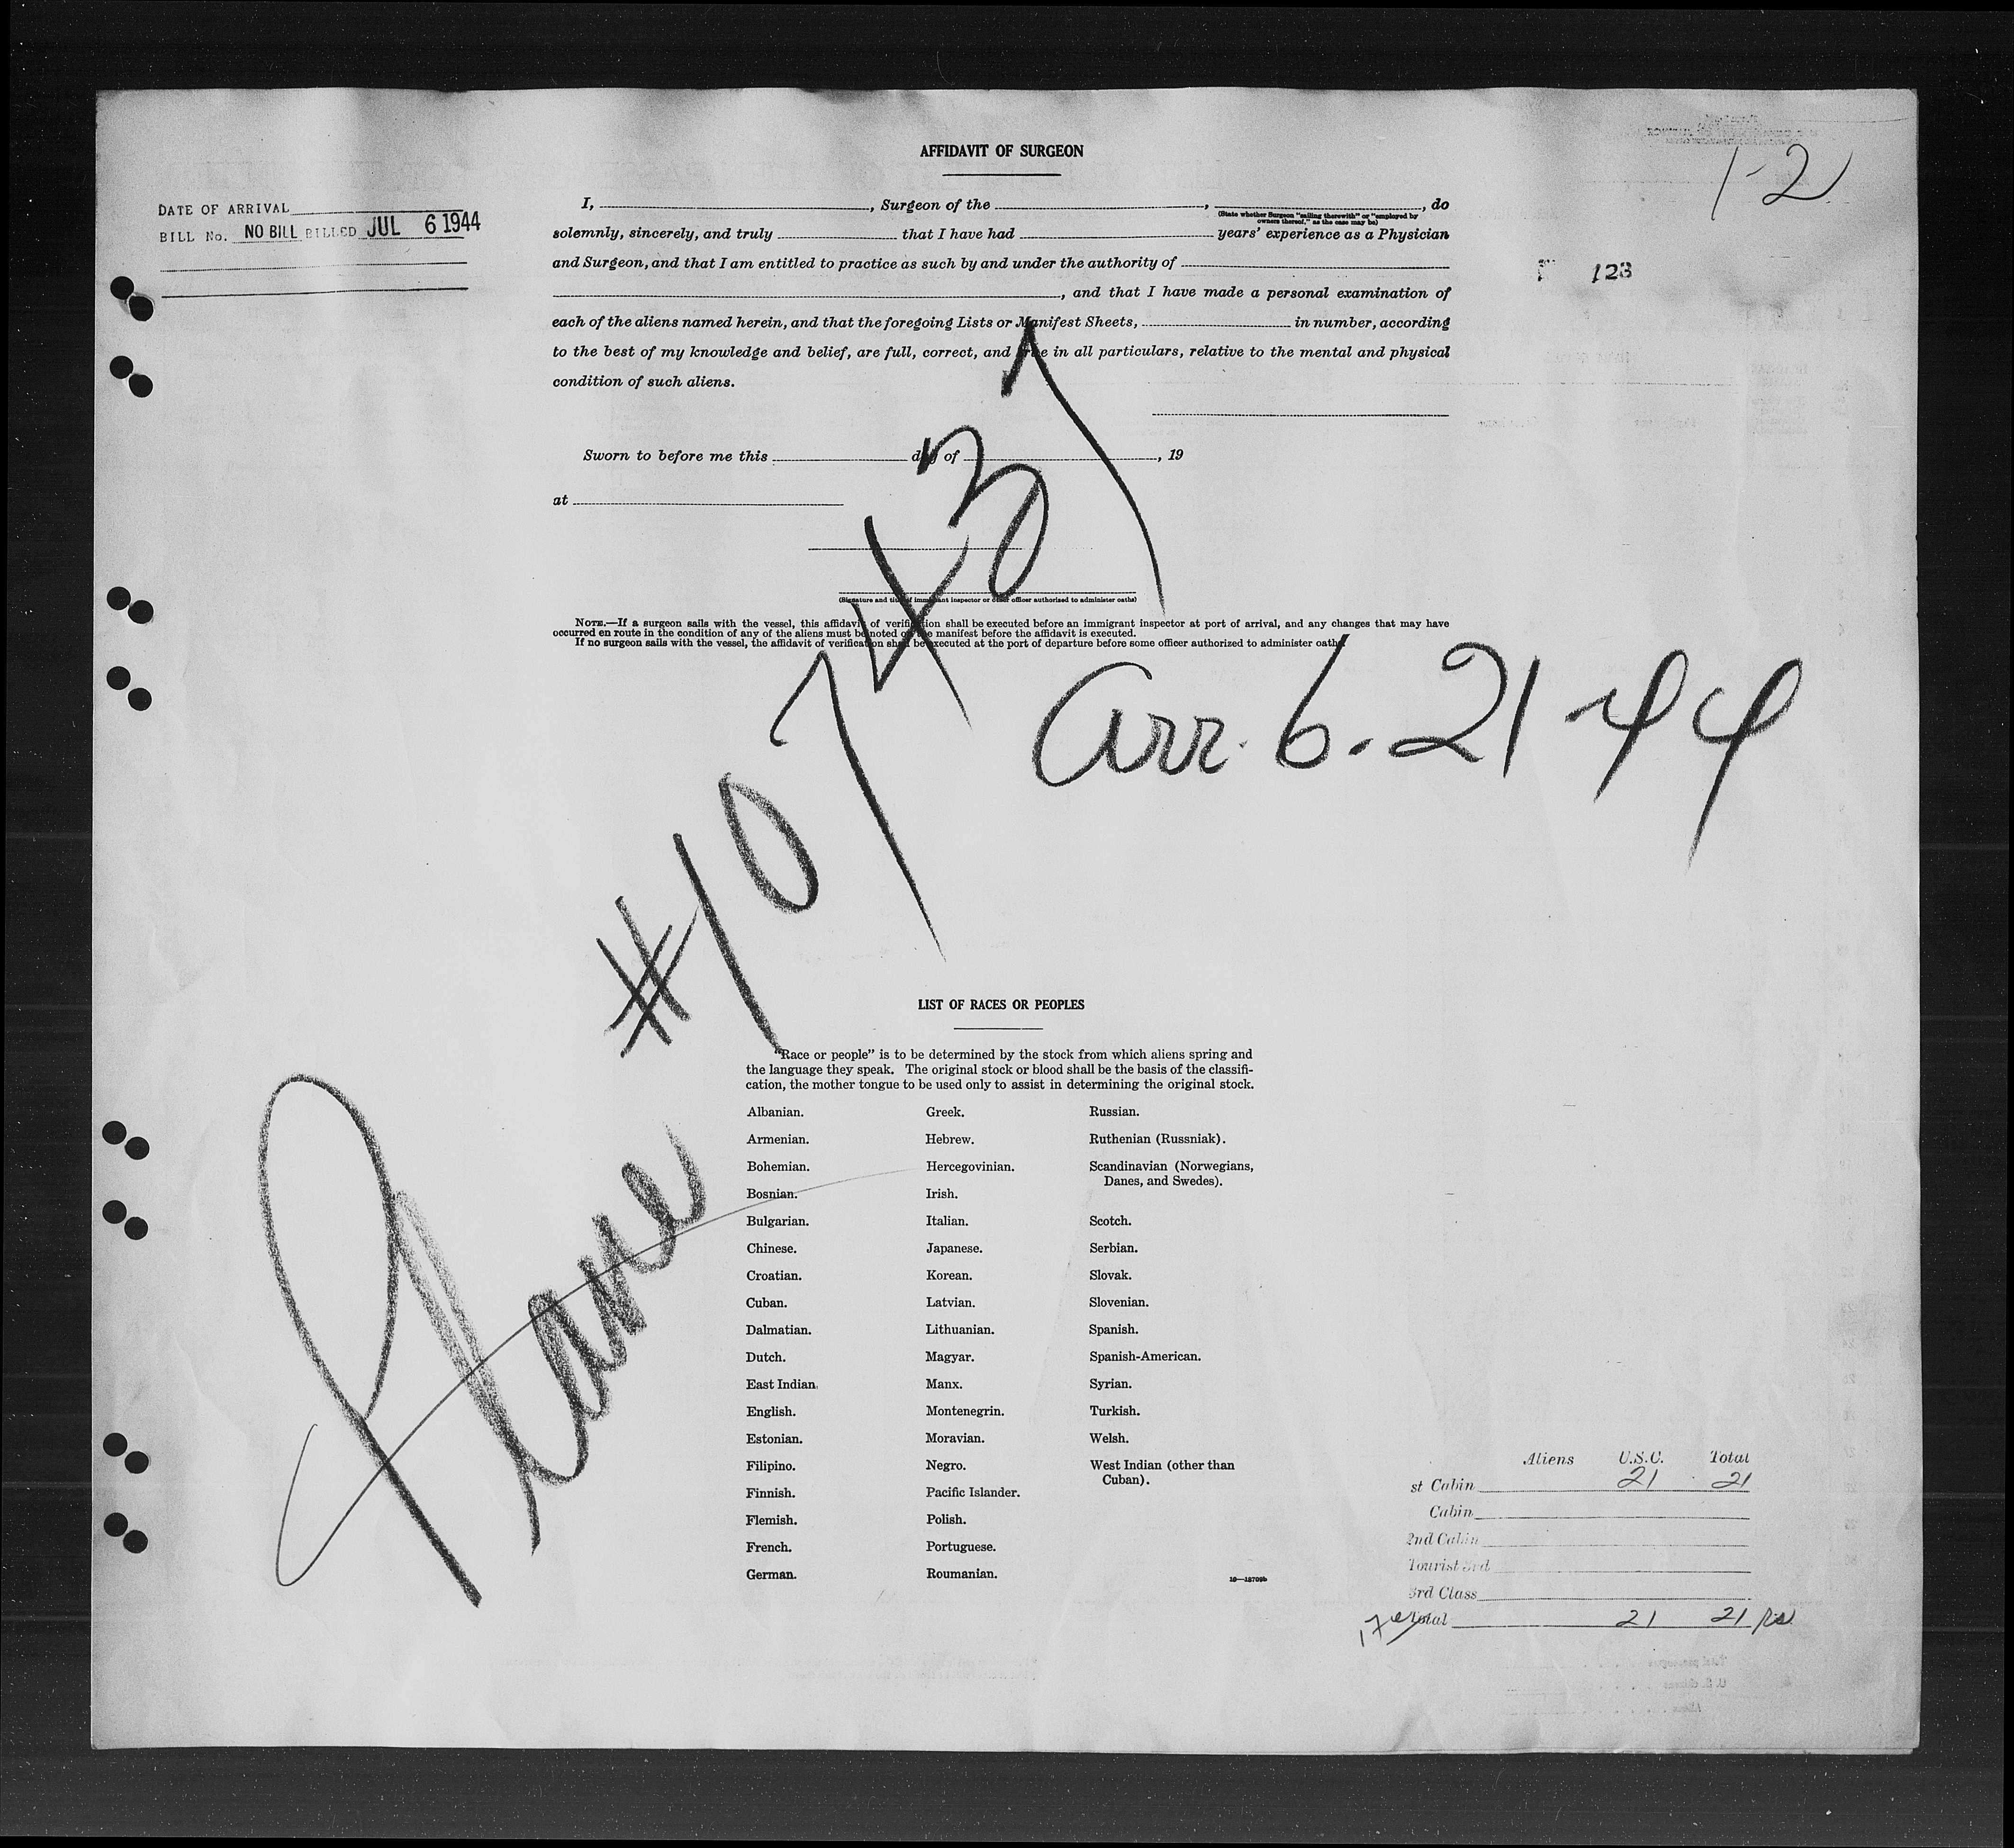 AFFIDAVIT OF SURGEON
1-2
DATE OF ARRIVAL
BILL No. NO BILL BILLED JUL 6 1944
123
I, , Surgeon of the , , do
(State whether Surgeon "sailing therewith" or "employed by
owners thereof," as the case may be)
solemnly, sincerely, and truly that I have had years' experience as a Physician
and Surgeon, and that I am entitled to practice as such by and under the authority of
, and that I have made a personal examination of
each of the aliens named herein, and that the foregoing Lists or Manifest Sheets, in number, according
to the best of my knowledge and belief, are full, correct, and true in all particulars, relative to the mental and physical
condition of such aliens.
Sworn to before me this day of , 19
at
(Signature and title of immigrant inspector or other officer authorized to administer oaths)
NOTE.—If a surgeon sails with the vessel, this affidavit of verification shall be executed before an immigrant inspector at port of arrival, and any changes that may have
occurred en route in the condition of any of the aliens must be noted on the manifest before the affidavit is executed.
If no surgeon sails with the vessel, the affidavit of verification shall be executed at the port of departure before some officer authorized to administer oaths.
Plane #107437
arr. 6-21-44
LIST OF RACES OR PEOPLES
"Race or people" is to be determined by the stock from which aliens spring and
the language they speak. The original stock or blood shall be the basis of the classifi-
cation, the mother tongue to be used only to assist in determining the original stock.
Albanian. Greek. Russian.
Armenian. Hebrew. Ruthenian (Russniak).
Bohemian. Hercegovinian. Scandinavian (Norwegians,
Danes, and Swedes).
Bosnian. Irish.
Bulgarian. Italian. Scotch.
Chinese. Japanese. Serbian.
Croatian. Korean. Slovak.
Cuban. Latvian. Slovenian.
Dalmatian. Lithuanian. Spanish.
Dutch. Magyar. Spanish-American.
East Indian. Manx. Syrian.
English. Montenegrin. Turkish.
Estonian. Moravian. Welsh.
Filipino. Negro. West Indian (other than
Cuban).
Finnish. Pacific Islander.
Flemish. Polish.
French. Portuguese.
German. Roumanian.
16—18709b
Aliens U.S.C. Total
st Cabin 21 21
Cabin
2nd Cabin
Tourist 3rd
3rd Class
Total 21 21